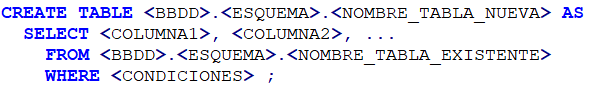 CREATE TABLE <BBDD>.<ESQUEMA>.<NOMBRE_TABLA_NUEVA> AS
SELECT <COLUMNA1>, <COLUMNA2>, ...
FROM <BBDD>.<ESQUEMA>.<NOMBRE_TABLA_EXISTENTE>
WHERE <CONDICIONES> ;